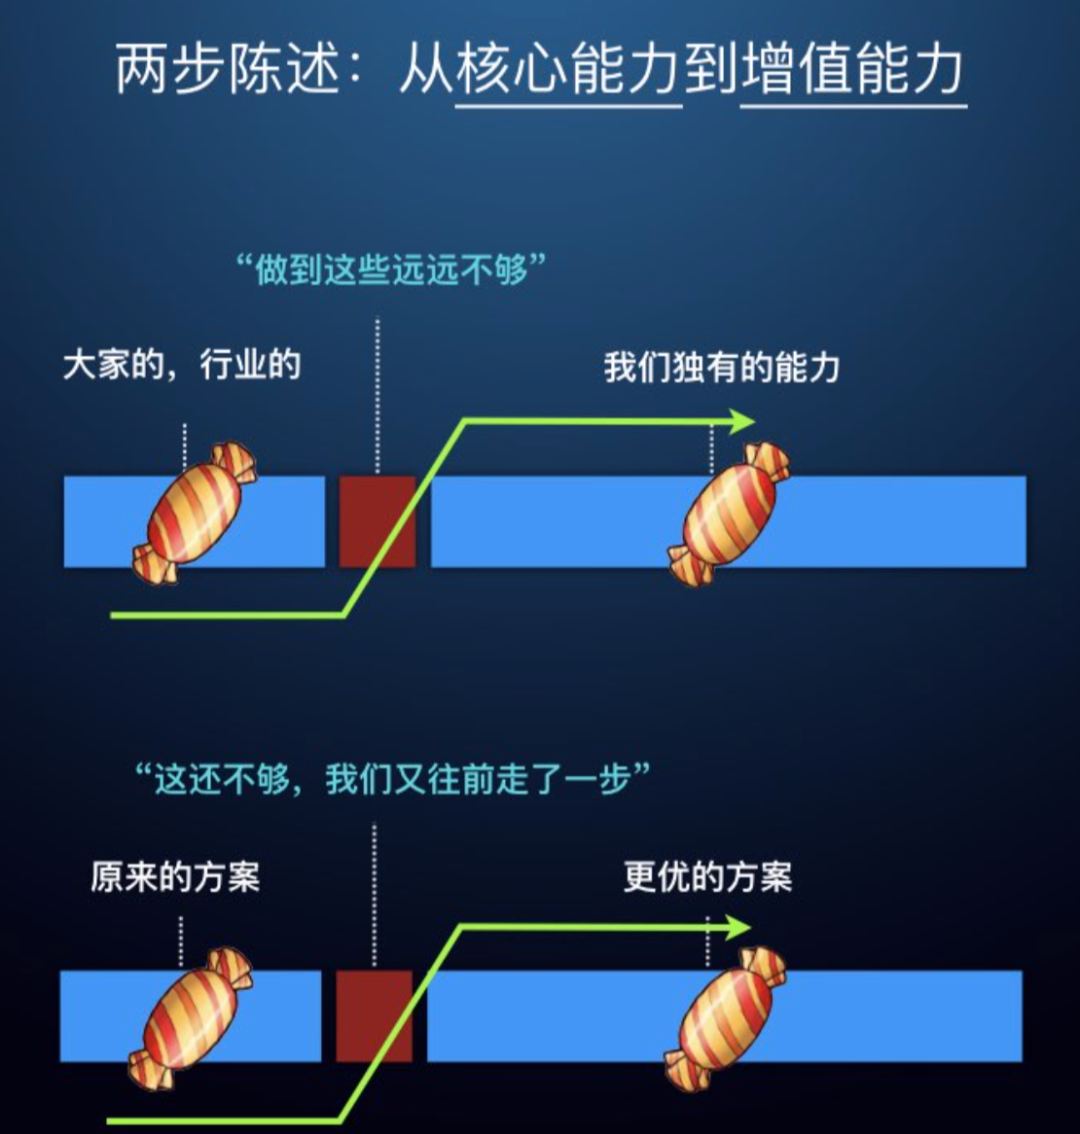 两步陈述：从核心能力到增值能力
“做到这些远远不够”
大家的，行业的
我们独有的能力
“这还不够，我们又往前走了一步”
原来的方案
更优的方案